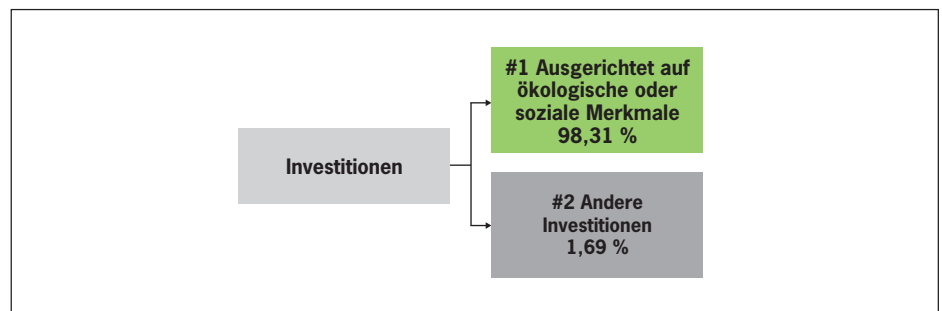 #1 Ausgerichtet auf
ökologische oder
soziale Merkmale
98,31 %
Investitionen
#2 Andere
Investitionen
1,69 %